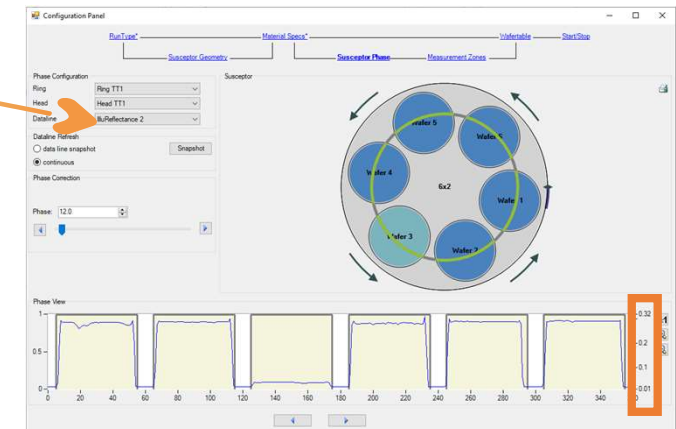 Configuration Panel
RunType* Material Specs* Wafertable Start/Stop
Susceptor Geometry Susceptor Phase Measurement Zones
Phase Configuration
Ring Ring TT1
Head Head TT1
Dataline IlluReflectance 2
Dataline Refresh
data line snapshot Snapshot
continuous
Phase Correction
Phase: 12.0
Susceptor
Wafer 5
Wafer 6
Wafer 4
6x2
Wafer 1
Wafer 3
Wafer 2
Phase View
1
0.5
0
0 20 40 60 80 100 120 140 160 180 200 220 240 260 280 300 320 340
0.32
0.2
0.1
0.01